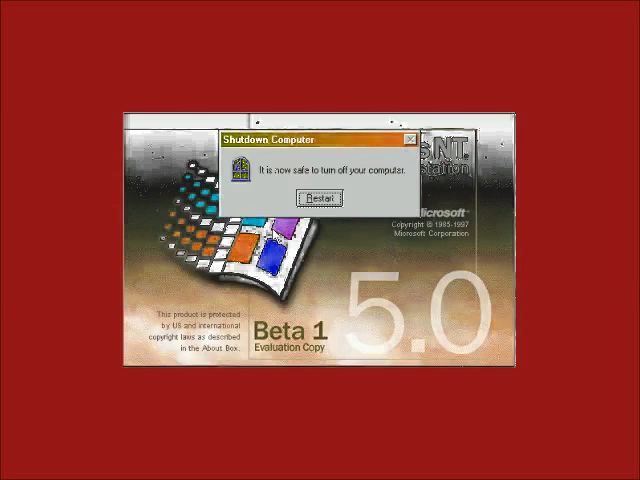 Shutdown Computer
sNT.
station
It is now safe to turn off your computer.
Restart
Microsoft
Copyright © 1985-1997
Microsoft Corporation
5.0
This product is protected
by US and international
copyright laws as described
in the About Box.
Beta 1
Evaluation Copy